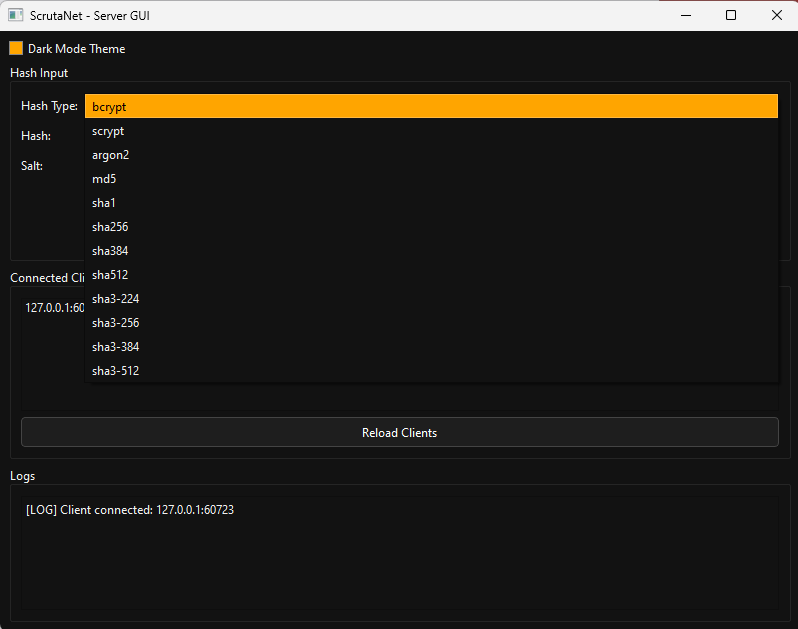 ScrutaNet - Server GUI
Dark Mode Theme
Hash Input
Hash Type:
bcrypt
scrypt
Hash:
argon2
Salt:
md5
sha1
sha256
sha384
sha512
Connected Cli
sha3-224
127.0.0.1:60
sha3-256
sha3-384
sha3-512
Reload Clients
Logs
[LOG] Client connected: 127.0.0.1:60723